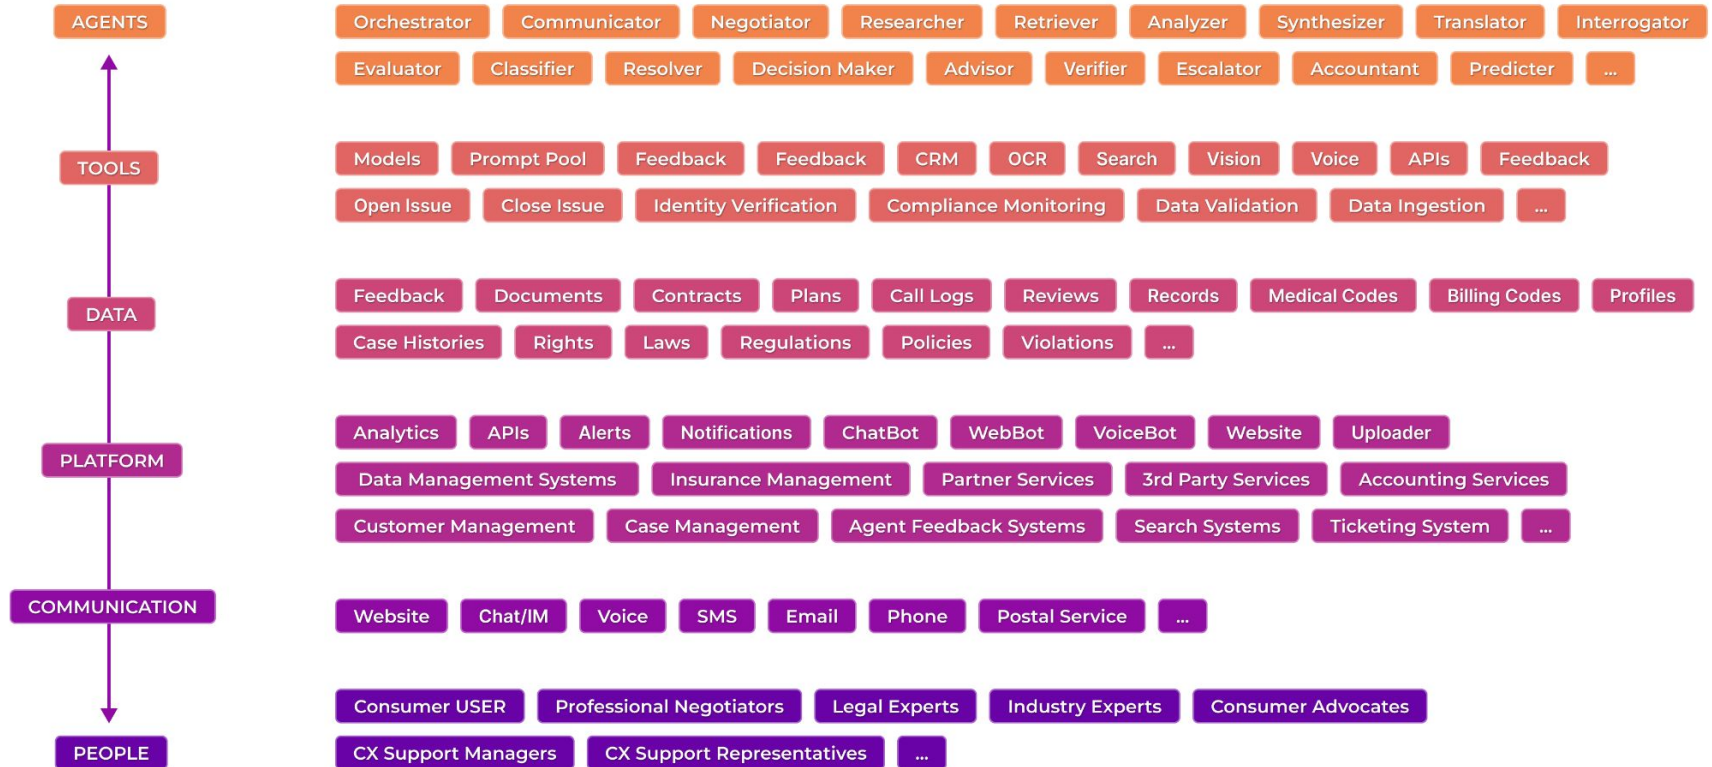 AGENTS
Orchestrator Communicator Negotiator Researcher Retriever Analyzer Synthesizer Translator Interrogator
Evaluator Classifier Resolver Decision Maker Advisor Verifier Escalator Accountant Predicter ...
TOOLS
Models Prompt Pool Feedback Feedback CRM OCR Search Vision Voice APIs Feedback
Open Issue Close Issue Identity Verification Compliance Monitoring Data Validation Data Ingestion ...
DATA
Feedback Documents Contracts Plans Call Logs Reviews Records Medical Codes Billing Codes Profiles
Case Histories Rights Laws Regulations Policies Violations ...
PLATFORM
Analytics APIs Alerts Notifications ChatBot WebBot VoiceBot Website Uploader
Data Management Systems Insurance Management Partner Services 3rd Party Services Accounting Services
Customer Management Case Management Agent Feedback Systems Search Systems Ticketing System ...
COMMUNICATION
Website Chat/IM Voice SMS Email Phone Postal Service ...
PEOPLE
Consumer USER Professional Negotiators Legal Experts Industry Experts Consumer Advocates
CX Support Managers CX Support Representatives ...